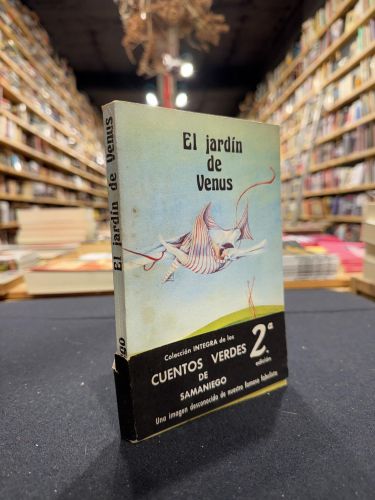 El jardín
de
Venus
El jardín de Venus
Colección INTEGRA de los
CUENTOS VERDES
DE
SAMANIEGO
2ª
edición
Una imagen desconocida de nuestro famoso fabulista